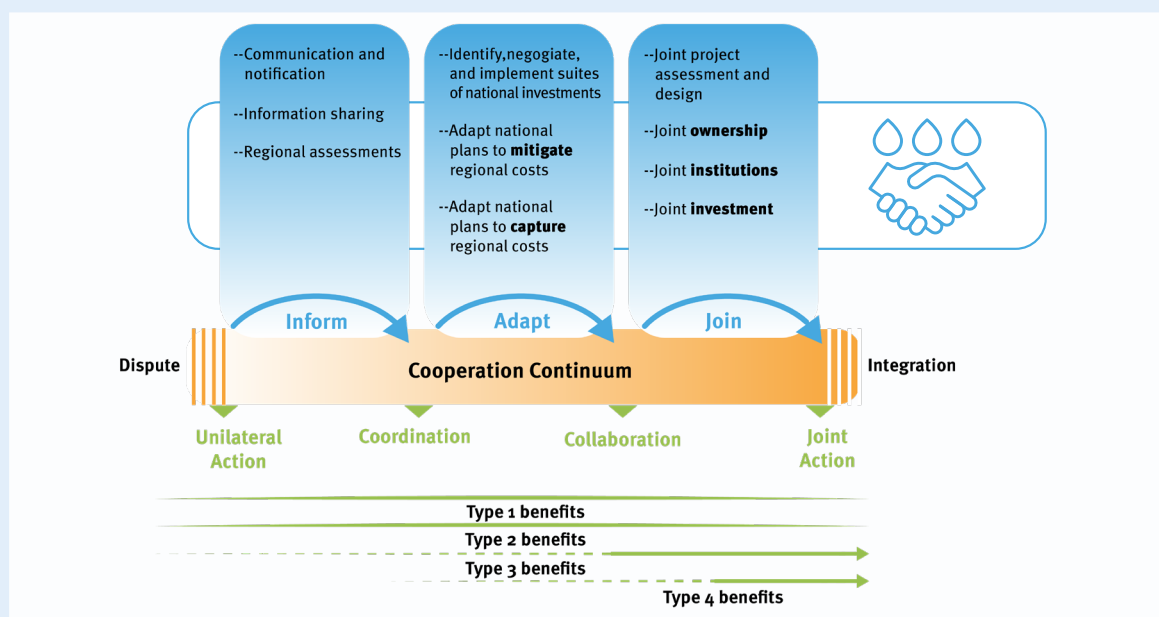 --Communication and
notification
--Information sharing
--Regional assessments
--Identify,negogiate,
and implement suites
of national investments
--Adapt national
plans to mitigate
regional costs
--Adapt national
plans to capture
regional costs
--Joint project
assessment and
design
--Joint ownership
--Joint institutions
--Joint investment
Inform
Adapt
Join
Dispute
Cooperation Continuum
Integration
Unilateral
Action
Coordination
Collaboration
Joint
Action
Type 1 benefits
Type 2 benefits
Type 3 benefits
Type 4 benefits